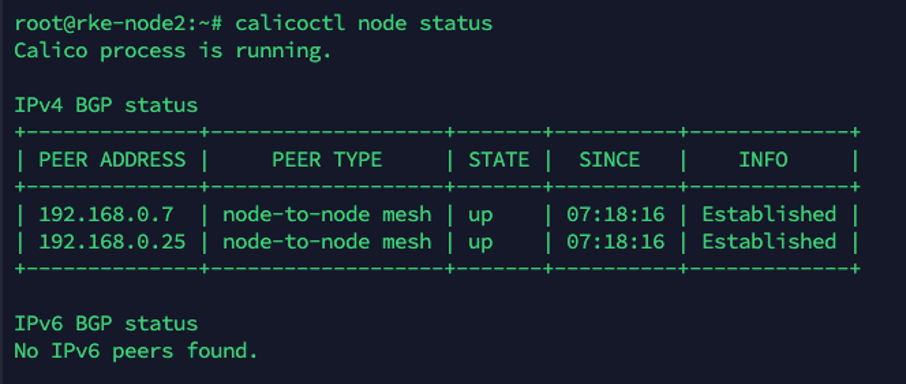 root@rke-node2:~# calicoctl node status
Calico process is running.

IPv4 BGP status
+--------------+-------------------+-------+----------+-------------+
| PEER ADDRESS |     PEER TYPE     | STATE |  SINCE   |    INFO     |
+--------------+-------------------+-------+----------+-------------+
| 192.168.0.7  | node-to-node mesh | up    | 07:18:16 | Established |
| 192.168.0.25 | node-to-node mesh | up    | 07:18:16 | Established |
+--------------+-------------------+-------+----------+-------------+

IPv6 BGP status
No IPv6 peers found.